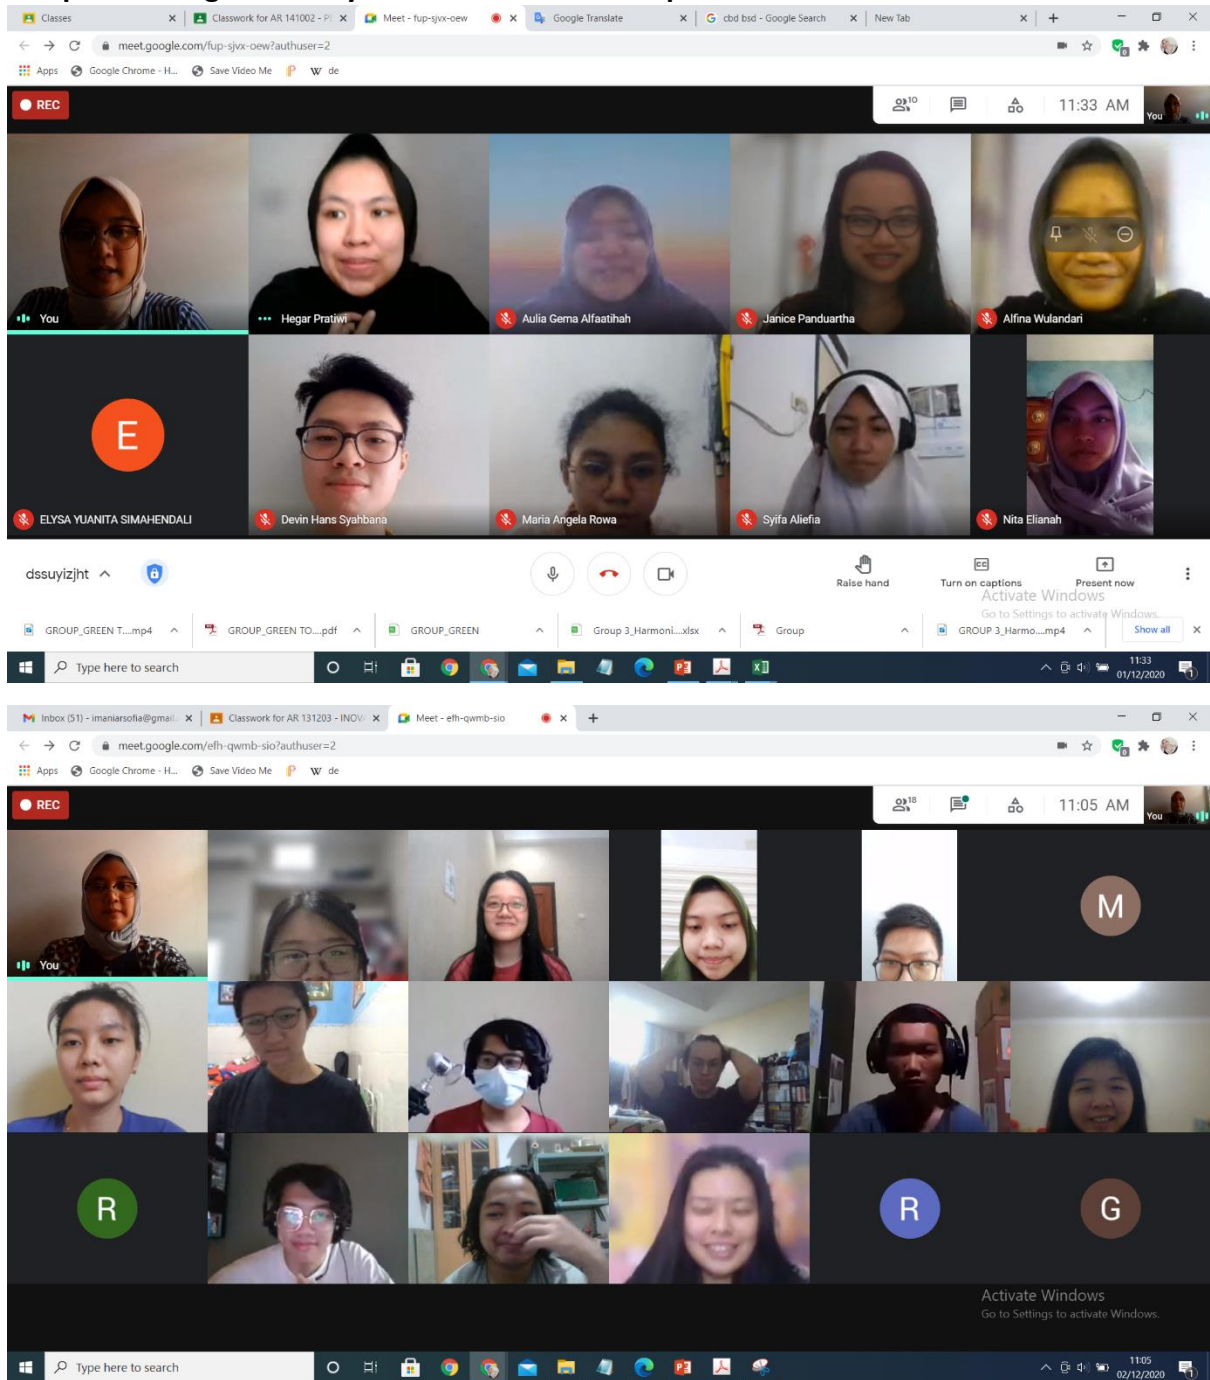 Classes
Classwork for AR 141002 - Pl
Meet - fup-sjvx-oew
Google Translate
cbd bsd - Google Search
New Tab
meet.google.com/fup-sjvx-oew?authuser=2
Apps
Google Chrome - H...
Save Video Me
de
REC
10
11:33 AM
You
You
Hegar Pratiwi
Aulia Gema Alfaatihah
Janice Panduartha
Alfina Wulandari
E
ELYSA YUANITA SIMAHENDALI
Devin Hans Syahbana
Maria Angela Rowa
Syifa Aliefia
Nita Elianah
dssuyizjht
Raise hand
Turn on captions
Present now
Activate Windows
Go to Settings to activate Windows.
GROUP_GREEN T....mp4
GROUP_GREEN TO....pdf
GROUP_GREEN
Group 3_Harmoni....xlsx
Group
GROUP 3_Harmo....mp4
Show all
Type here to search
11:33
01/12/2020
Inbox (51) - imaniarsofia@gmail.
Classwork for AR 131203 - INOV
Meet - efh-qwmb-sio
meet.google.com/efh-qwmb-sio?authuser=2
Apps
Google Chrome - H...
Save Video Me
de
REC
18
11:05 AM
You
You
M
R
R
G
Activate Windows
Go to Settings to activate Windows.
Type here to search
11:05
02/12/2020